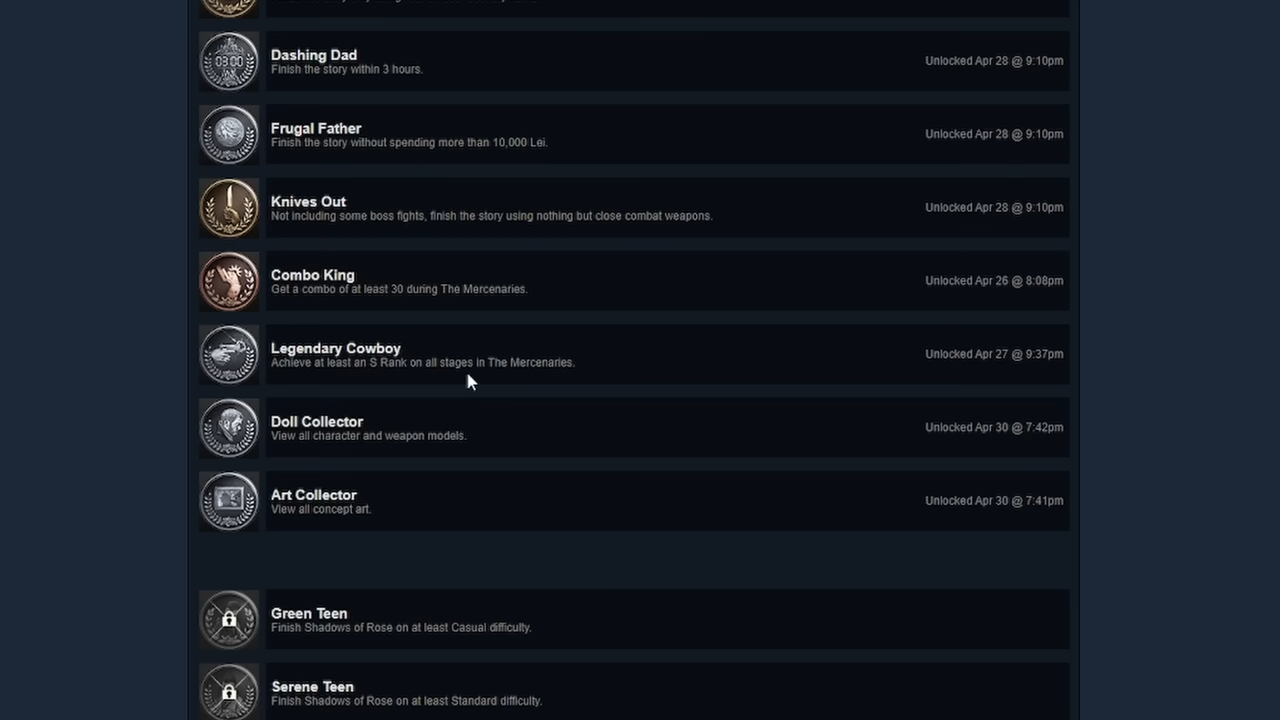 Dashing Dad
Finish the story within 3 hours.
Unlocked Apr 28 @ 9:10pm
Frugal Father
Finish the story without spending more than 10,000 Lei.
Unlocked Apr 28 @ 9:10pm
Knives Out
Not including some boss fights, finish the story using nothing but close combat weapons.
Unlocked Apr 28 @ 9:10pm
Combo King
Get a combo of at least 30 during The Mercenaries.
Unlocked Apr 26 @ 8:08pm
Legendary Cowboy
Achieve at least an S Rank on all stages in The Mercenaries.
Unlocked Apr 27 @ 9:37pm
Doll Collector
View all character and weapon models.
Unlocked Apr 30 @ 7:42pm
Art Collector
View all concept art.
Unlocked Apr 30 @ 7:41pm
Green Teen
Finish Shadows of Rose on at least Casual difficulty.
Serene Teen
Finish Shadows of Rose on at least Standard difficulty.